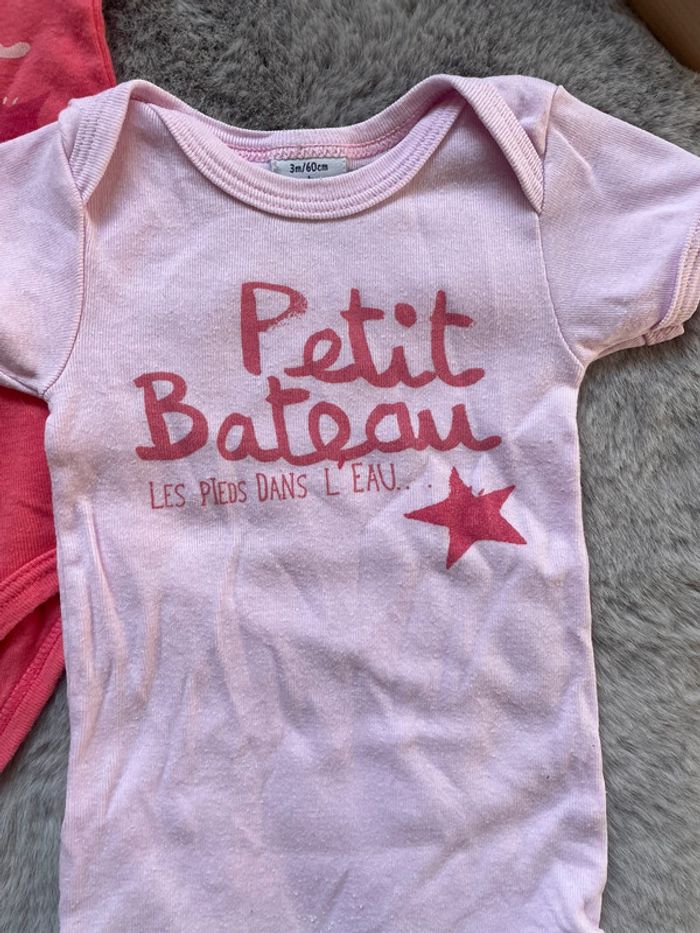 3m/60cm
Petit
Bateau
LES PIEDS DANS L'EAU...